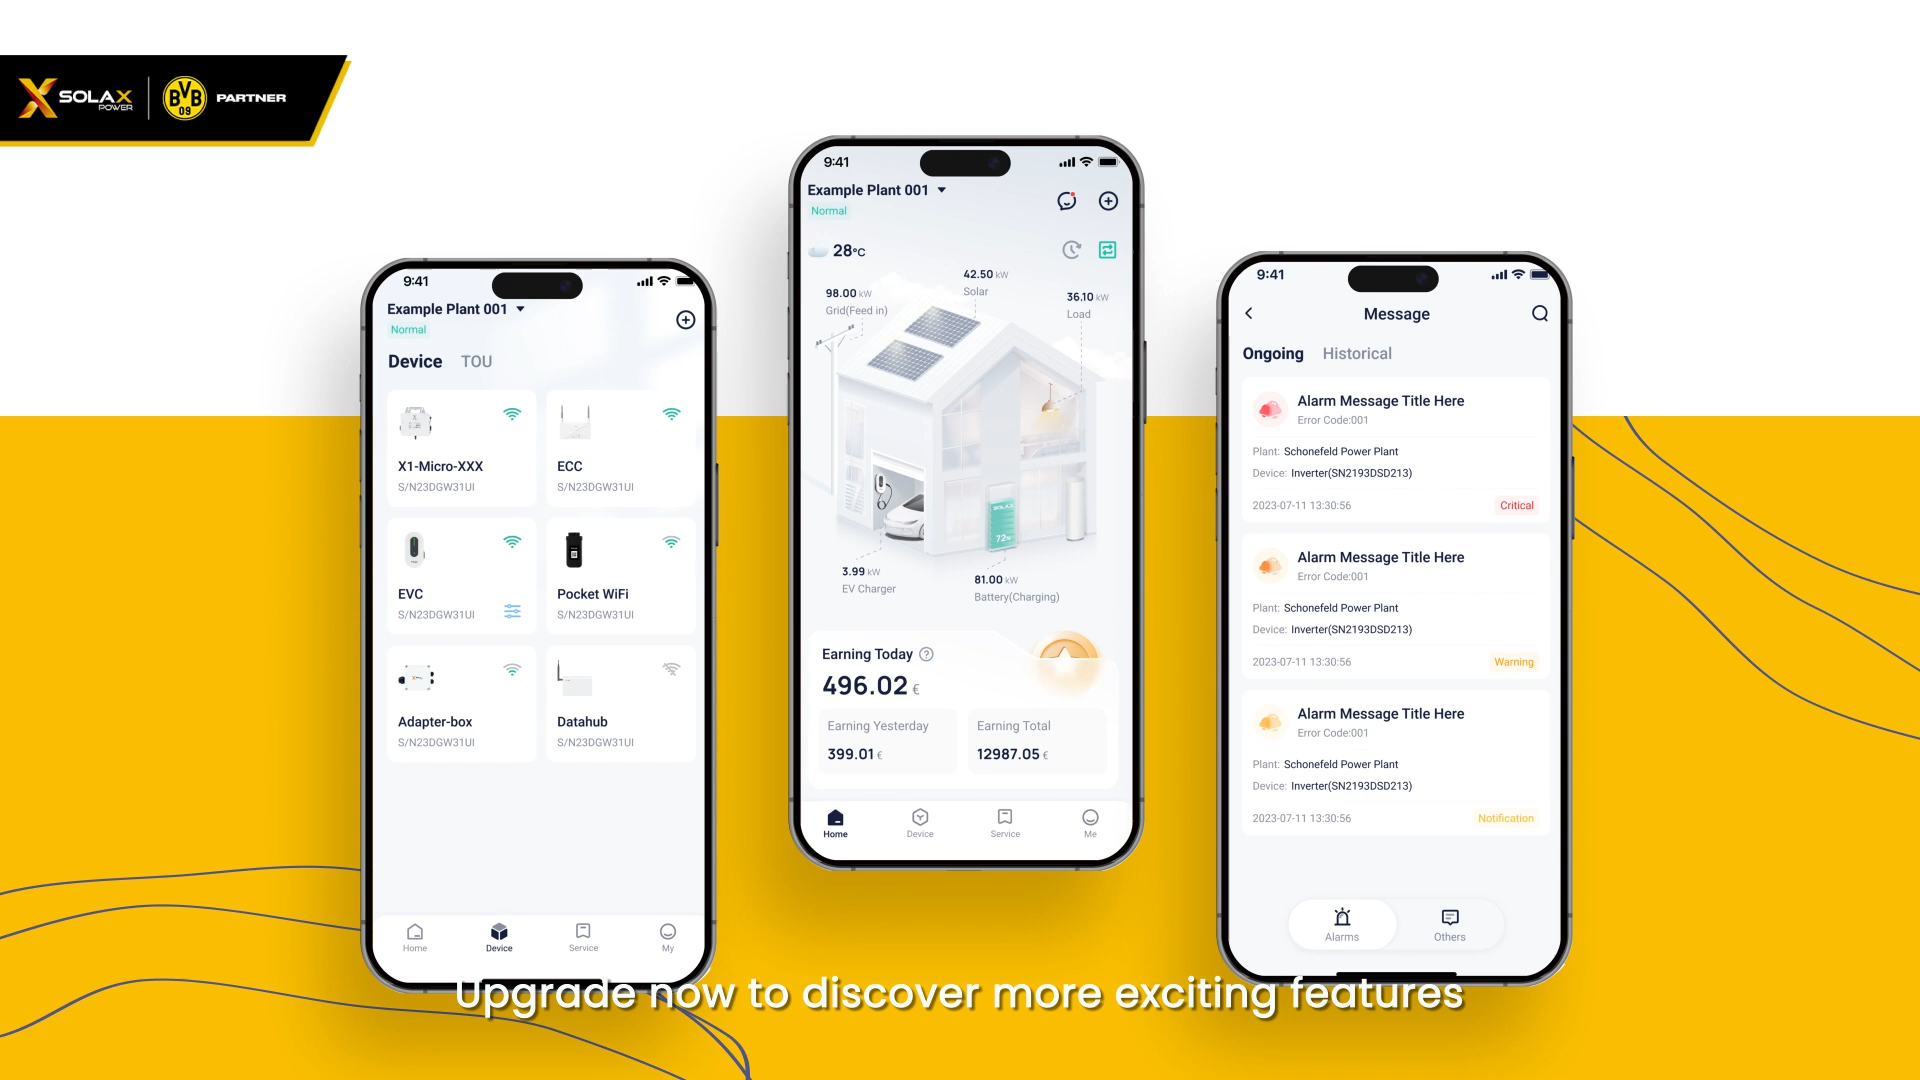 SOLAX
POWER
BVB
09
PARTNER
9:41
Example Plant 001
Normal
Device TOU
X1-Micro-XXX
S/N23DGW31UI
ECC
S/N23DGW31UI
EVC
S/N23DGW31UI
Pocket WiFi
S/N23DGW31UI
Adapter-box
S/N23DGW31UI
Datahub
S/N23DGW31UI
Home Device Service My
9:41
Example Plant 001
Normal
28°C
42.50 kW
Solar
98.00 kW
Grid(Feed in)
36.10 kW
Load
SOLAX
72%
3.99 kW
EV Charger
81.00 kW
Battery(Charging)
Earning Today ?
496.02 €
Earning Yesterday
399.01 €
Earning Total
12987.05 €
Home Device Service Me
9:41
Message
Ongoing Historical
Alarm Message Title Here
Error Code:001
Plant: Schonefeld Power Plant
Device: Inverter(SN2193DSD213)
2023-07-11 13:30:56 Critical
Alarm Message Title Here
Error Code:001
Plant: Schonefeld Power Plant
Device: Inverter(SN2193DSD213)
2023-07-11 13:30:56 Warning
Alarm Message Title Here
Error Code:001
Plant: Schonefeld Power Plant
Device: Inverter(SN2193DSD213)
2023-07-11 13:30:56 Notification
Alarms Others
Upgrade now to discover more exciting features